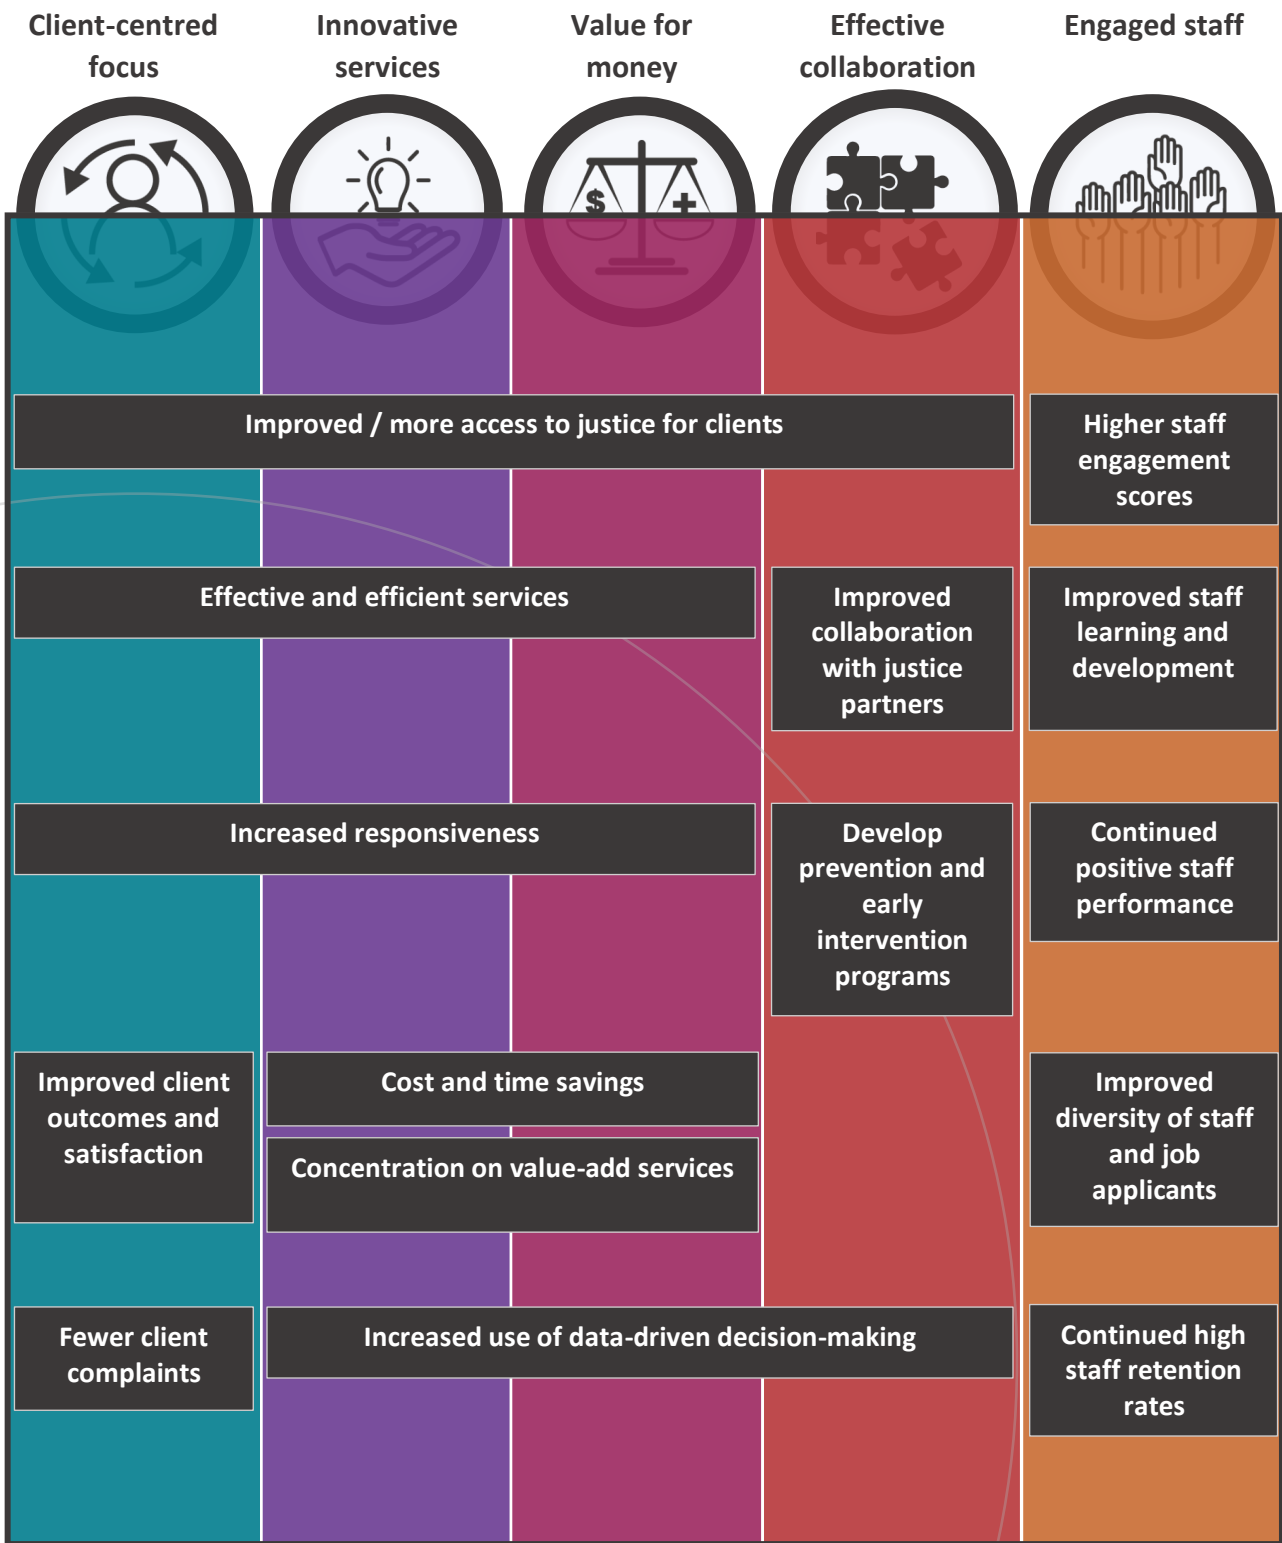 Client-centred
focus
Innovative
services
Value for
money
Effective
collaboration
Engaged staff
$
Improved / more access to justice for clients
Higher staff
engagement
scores
Effective and efficient services
Improved
collaboration
with justice
partners
Improved staff
learning and
development
Increased responsiveness
Develop
prevention and
early
intervention
programs
Continued
positive staff
performance
Improved client
outcomes and
satisfaction
Cost and time savings
Concentration on value-add services
Improved
diversity of staff
and job
applicants
Fewer client
complaints
Increased use of data-driven decision-making
Continued high
staff retention
rates